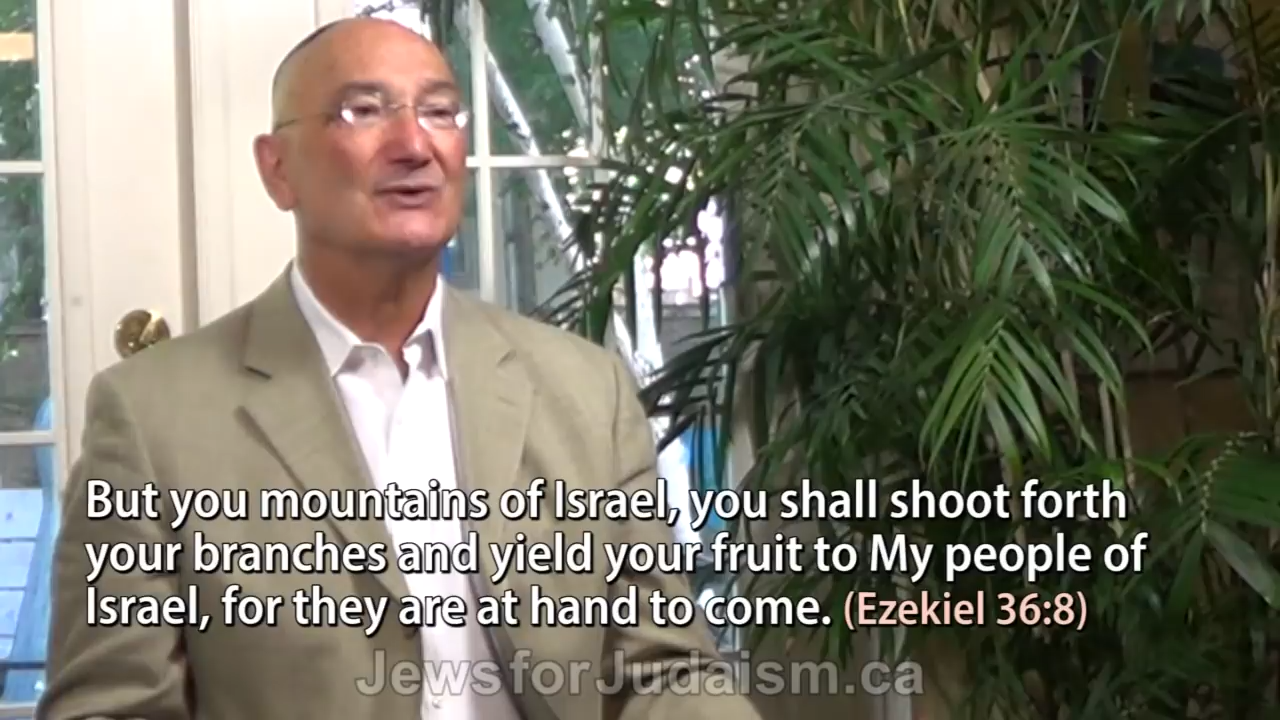 But you mountains of Israel, you shall shoot forth
your branches and yield your fruit to My people of
Israel, for they are at hand to come. (Ezekiel 36:8)
JewsforJudaism.ca